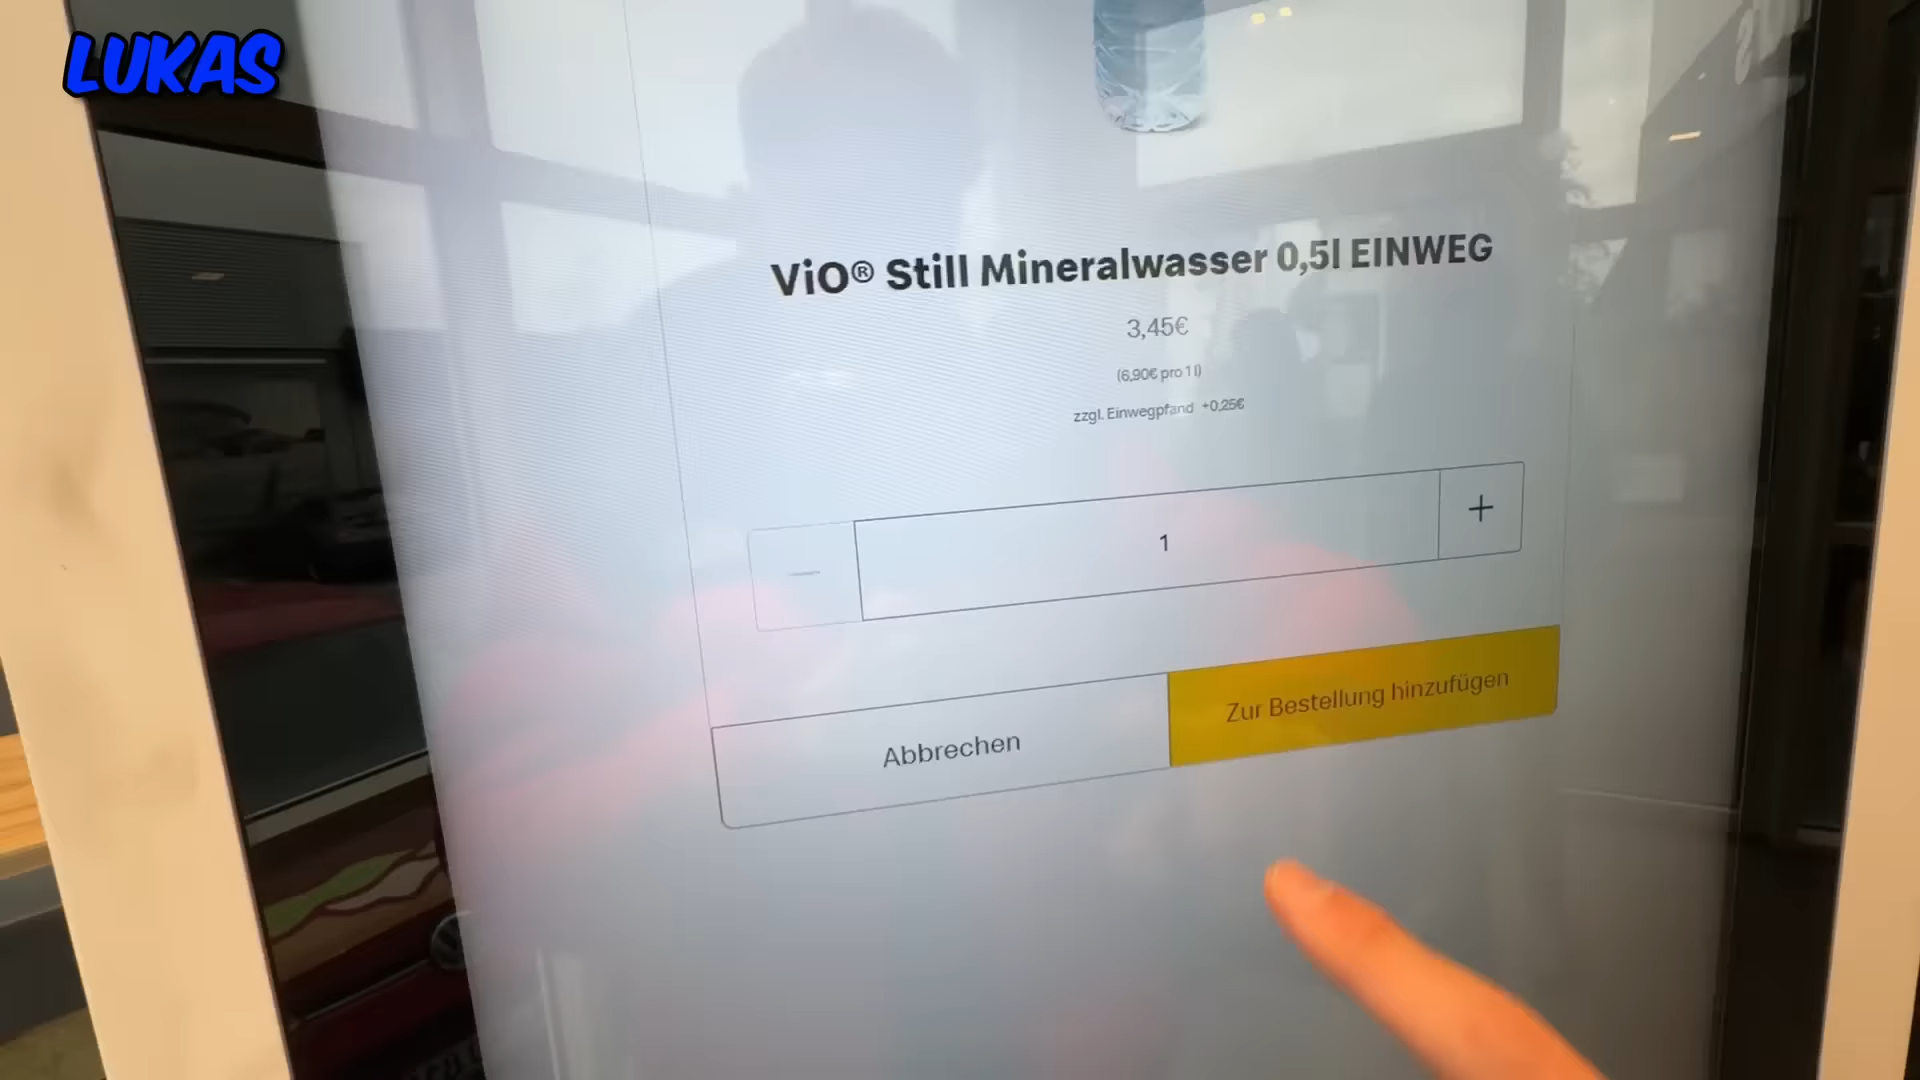 LUKAS
ViO® Still Mineralwasser 0,5l EINWEG
3,45€
(6,90€ pro 1 l)
zzgl. Einwegpfand +0,25€
1
Abbrechen
Zur Bestellung hinzufügen